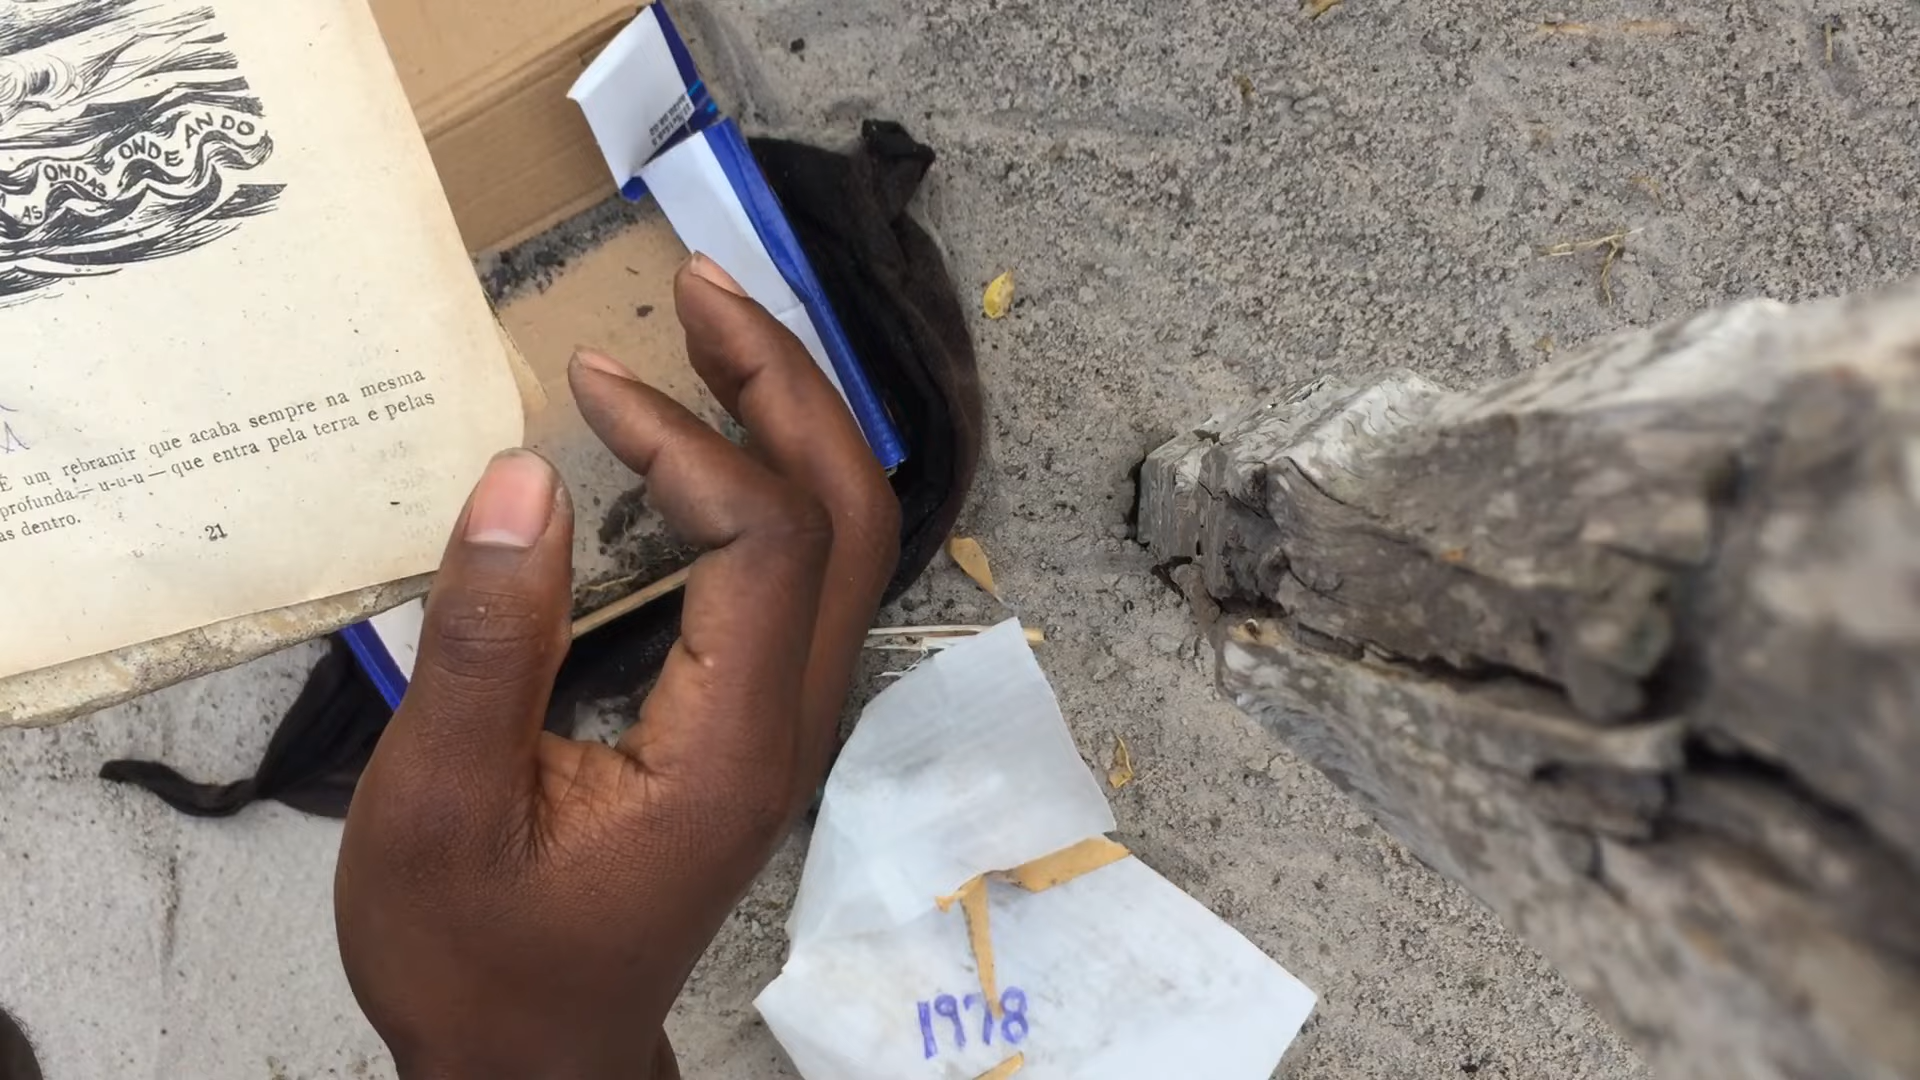 AS ONDAS ONDE ANDO
É um rebramir que acaba sempre na mesma
profunda — u-u-u — que entra pela terra e pelas
as dentro.
21
1978